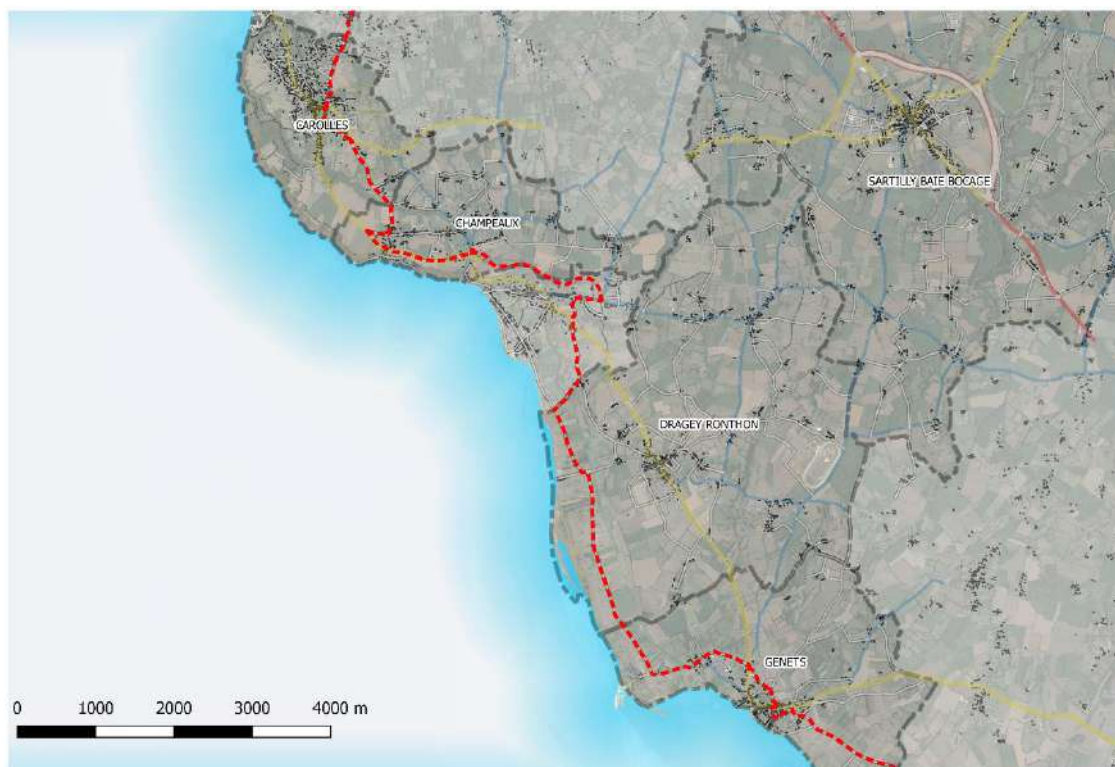 CAROLLES
SARTILLY BAIE BOCAGE
CHAMPEAUX
DRAGEY RONTHON
GENETS
0 1000 2000 3000 4000 m